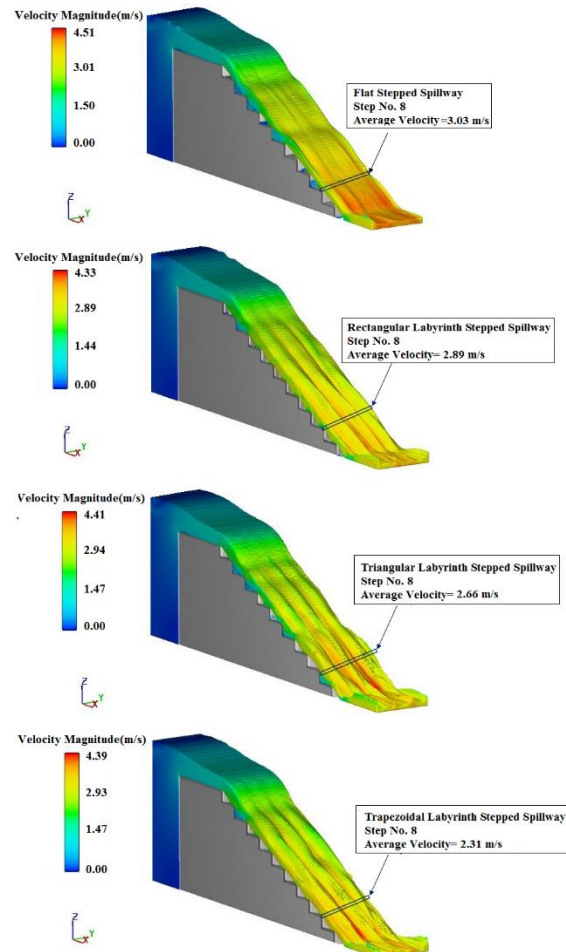 Velocity Magnitude(m/s)
4.51
3.01
1.50
0.00
Flat Stepped Spillway
Step No. 8
Average Velocity=3.03 m/s
Z
Y
X
Velocity Magnitude(m/s)
4.33
2.89
1.44
0.00
Rectangular Labyrinth Stepped Spillway
Step No. 8
Average Velocity= 2.89 m/s
Z
Y
X
Velocity Magnitude(m/s)
4.41
2.94
1.47
0.00
Triangular Labyrinth Stepped Spillway
Step No. 8
Average Velocity= 2.66 m/s
Z
Y
X
Velocity Magnitude(m/s)
4.39
2.93
1.47
0.00
Trapezoidal Labyrinth Stepped Spillway
Step No. 8
Average Velocity= 2.31 m/s
Z
Y
X